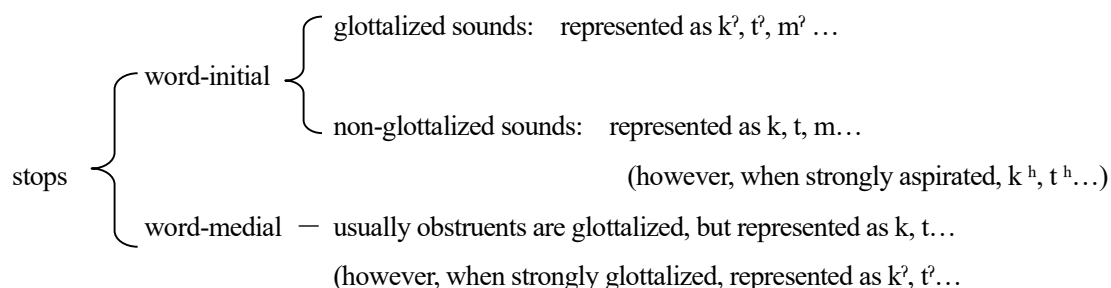 glottalized sounds: represented as kˀ, tˀ, mˀ …
word-initial
non-glottalized sounds: represented as k, t, m…
stops
(however, when strongly aspirated, k ʰ, t ʰ…)
word-medial — usually obstruents are glottalized, but represented as k, t…
(however, when strongly glottalized, represented as kˀ, tˀ…